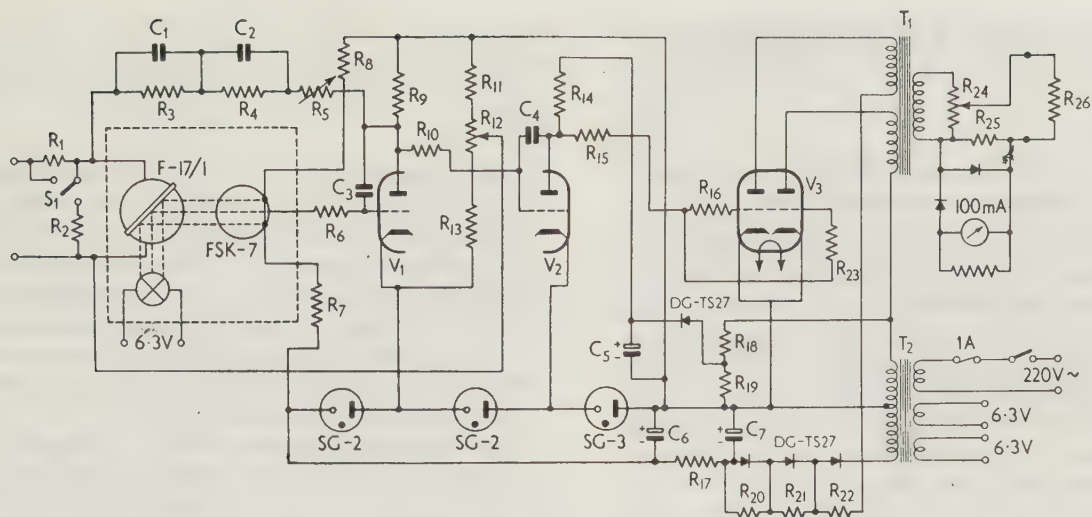 C1
C2
R3
R4
R5
R8
R9
R11
R12
R10
R13
C4
R14
R15
T1
R24
R25
R26
R1
S1
R2
F-17/1
FSK-7
C3
R6
V1
V2
R16
V3
R23
100mA
6·3V
R7
DG-TS27
C5
+
-
R18
R19
T2
1A
220V~
SG-2
SG-2
SG-3
+
-
C6
+
-
C7
DG-TS27
6·3V
6·3V
R17
R20
R21
R22